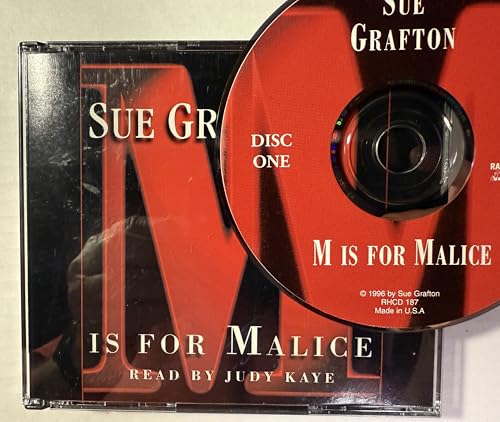 SUE GR
M
IS FOR MALICE
READ BY JUDY KAYE
SUE
GRAFTON
DISC
ONE
M IS FOR MALICE
© 1996 by Sue Grafton
RHCD 187
Made in U.S.A